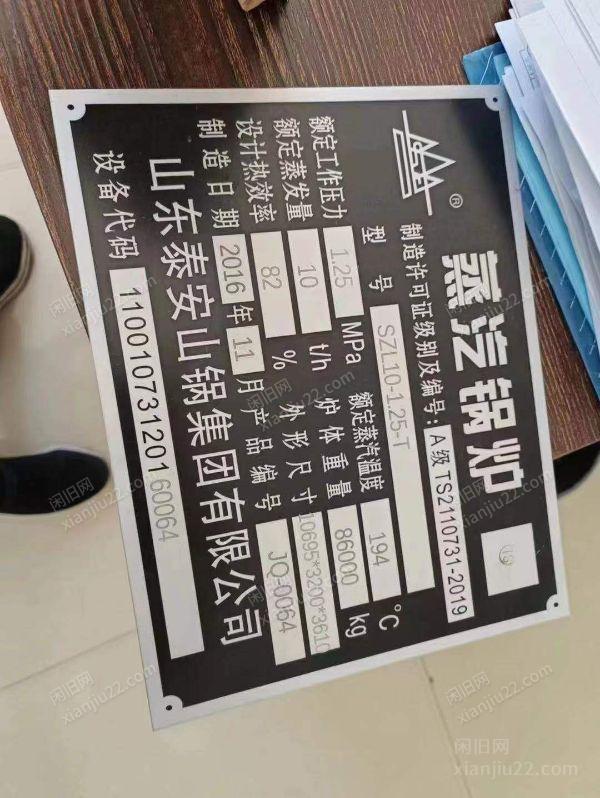 蒸汽锅炉
®
制造许可证级别及编号: A级 TS2110731-2019
型号 SZL10-1.25-T
额定工作压力 1.25 MPa 额定蒸汽温度 194 ℃
额定蒸发量 10 t/h 炉体重量 86000 kg
设计热效率 82 % 外形尺寸 10695*3200*3610
制造日期 2016 年 11 月 产品编号 JQ-0064
山东泰安山锅集团有限公司
设备代码 11001073120160064
闲旧网
xianjiu22.com